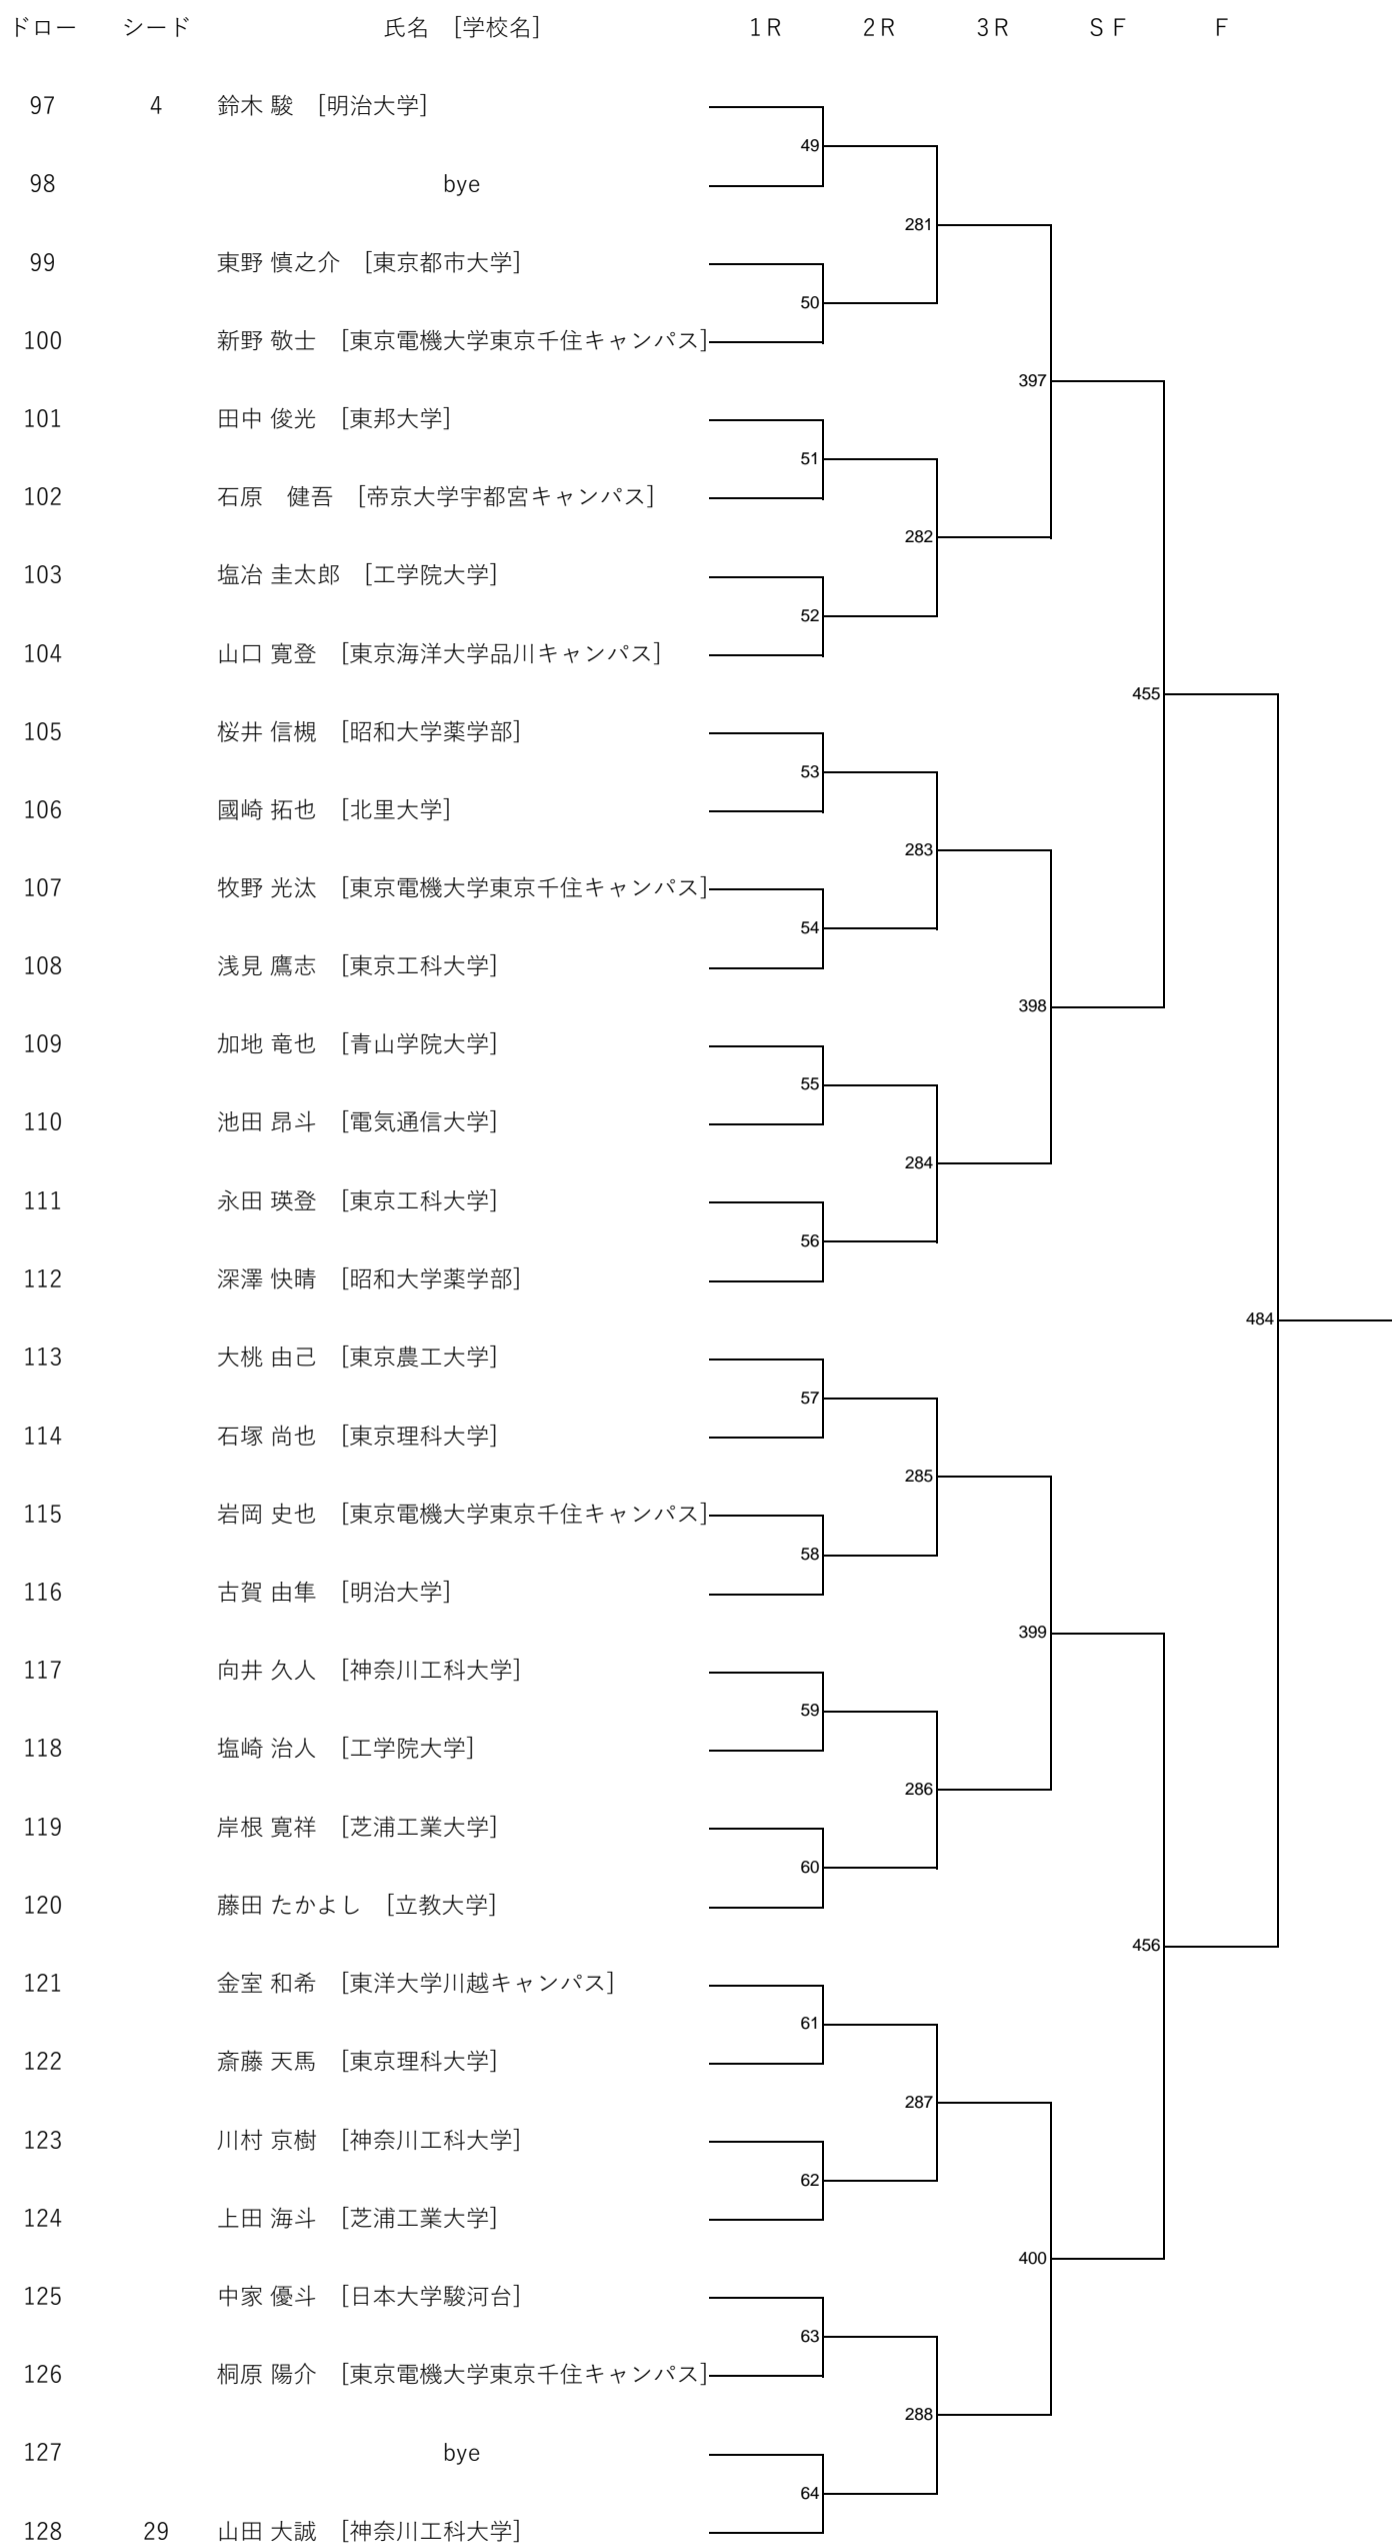 ドロー シード 氏名 [学校名] 1R 2R 3R SF F
97 4 鈴木 駿 [明治大学]
49
98 bye
281
99 東野 慎之介 [東京都市大学]
50
100 新野 敬士 [東京電機大学東京千住キャンパス]
397
101 田中 俊光 [東邦大学]
51
102 石原 健吾 [帝京大学宇都宮キャンパス]
282
103 塩冶 圭太郎 [工学院大学]
52
104 山口 寛登 [東京海洋大学品川キャンパス]
455
105 桜井 信槻 [昭和大学薬学部]
53
106 國崎 拓也 [北里大学]
283
107 牧野 光汰 [東京電機大学東京千住キャンパス]
54
108 浅見 鷹志 [東京工科大学]
398
109 加地 竜也 [青山学院大学]
55
110 池田 昂斗 [電気通信大学]
284
111 永田 瑛登 [東京工科大学]
56
112 深澤 快晴 [昭和大学薬学部]
484
113 大桃 由己 [東京農工大学]
57
114 石塚 尚也 [東京理科大学]
285
115 岩岡 史也 [東京電機大学東京千住キャンパス]
58
116 古賀 由隼 [明治大学]
399
117 向井 久人 [神奈川工科大学]
59
118 塩崎 治人 [工学院大学]
286
119 岸根 寛祥 [芝浦工業大学]
60
120 藤田 たかよし [立教大学]
456
121 金室 和希 [東洋大学川越キャンパス]
61
122 斎藤 天馬 [東京理科大学]
287
123 川村 京樹 [神奈川工科大学]
62
124 上田 海斗 [芝浦工業大学]
400
125 中家 優斗 [日本大学駿河台]
63
126 桐原 陽介 [東京電機大学東京千住キャンパス]
288
127 bye
64
128 29 山田 大誠 [神奈川工科大学]